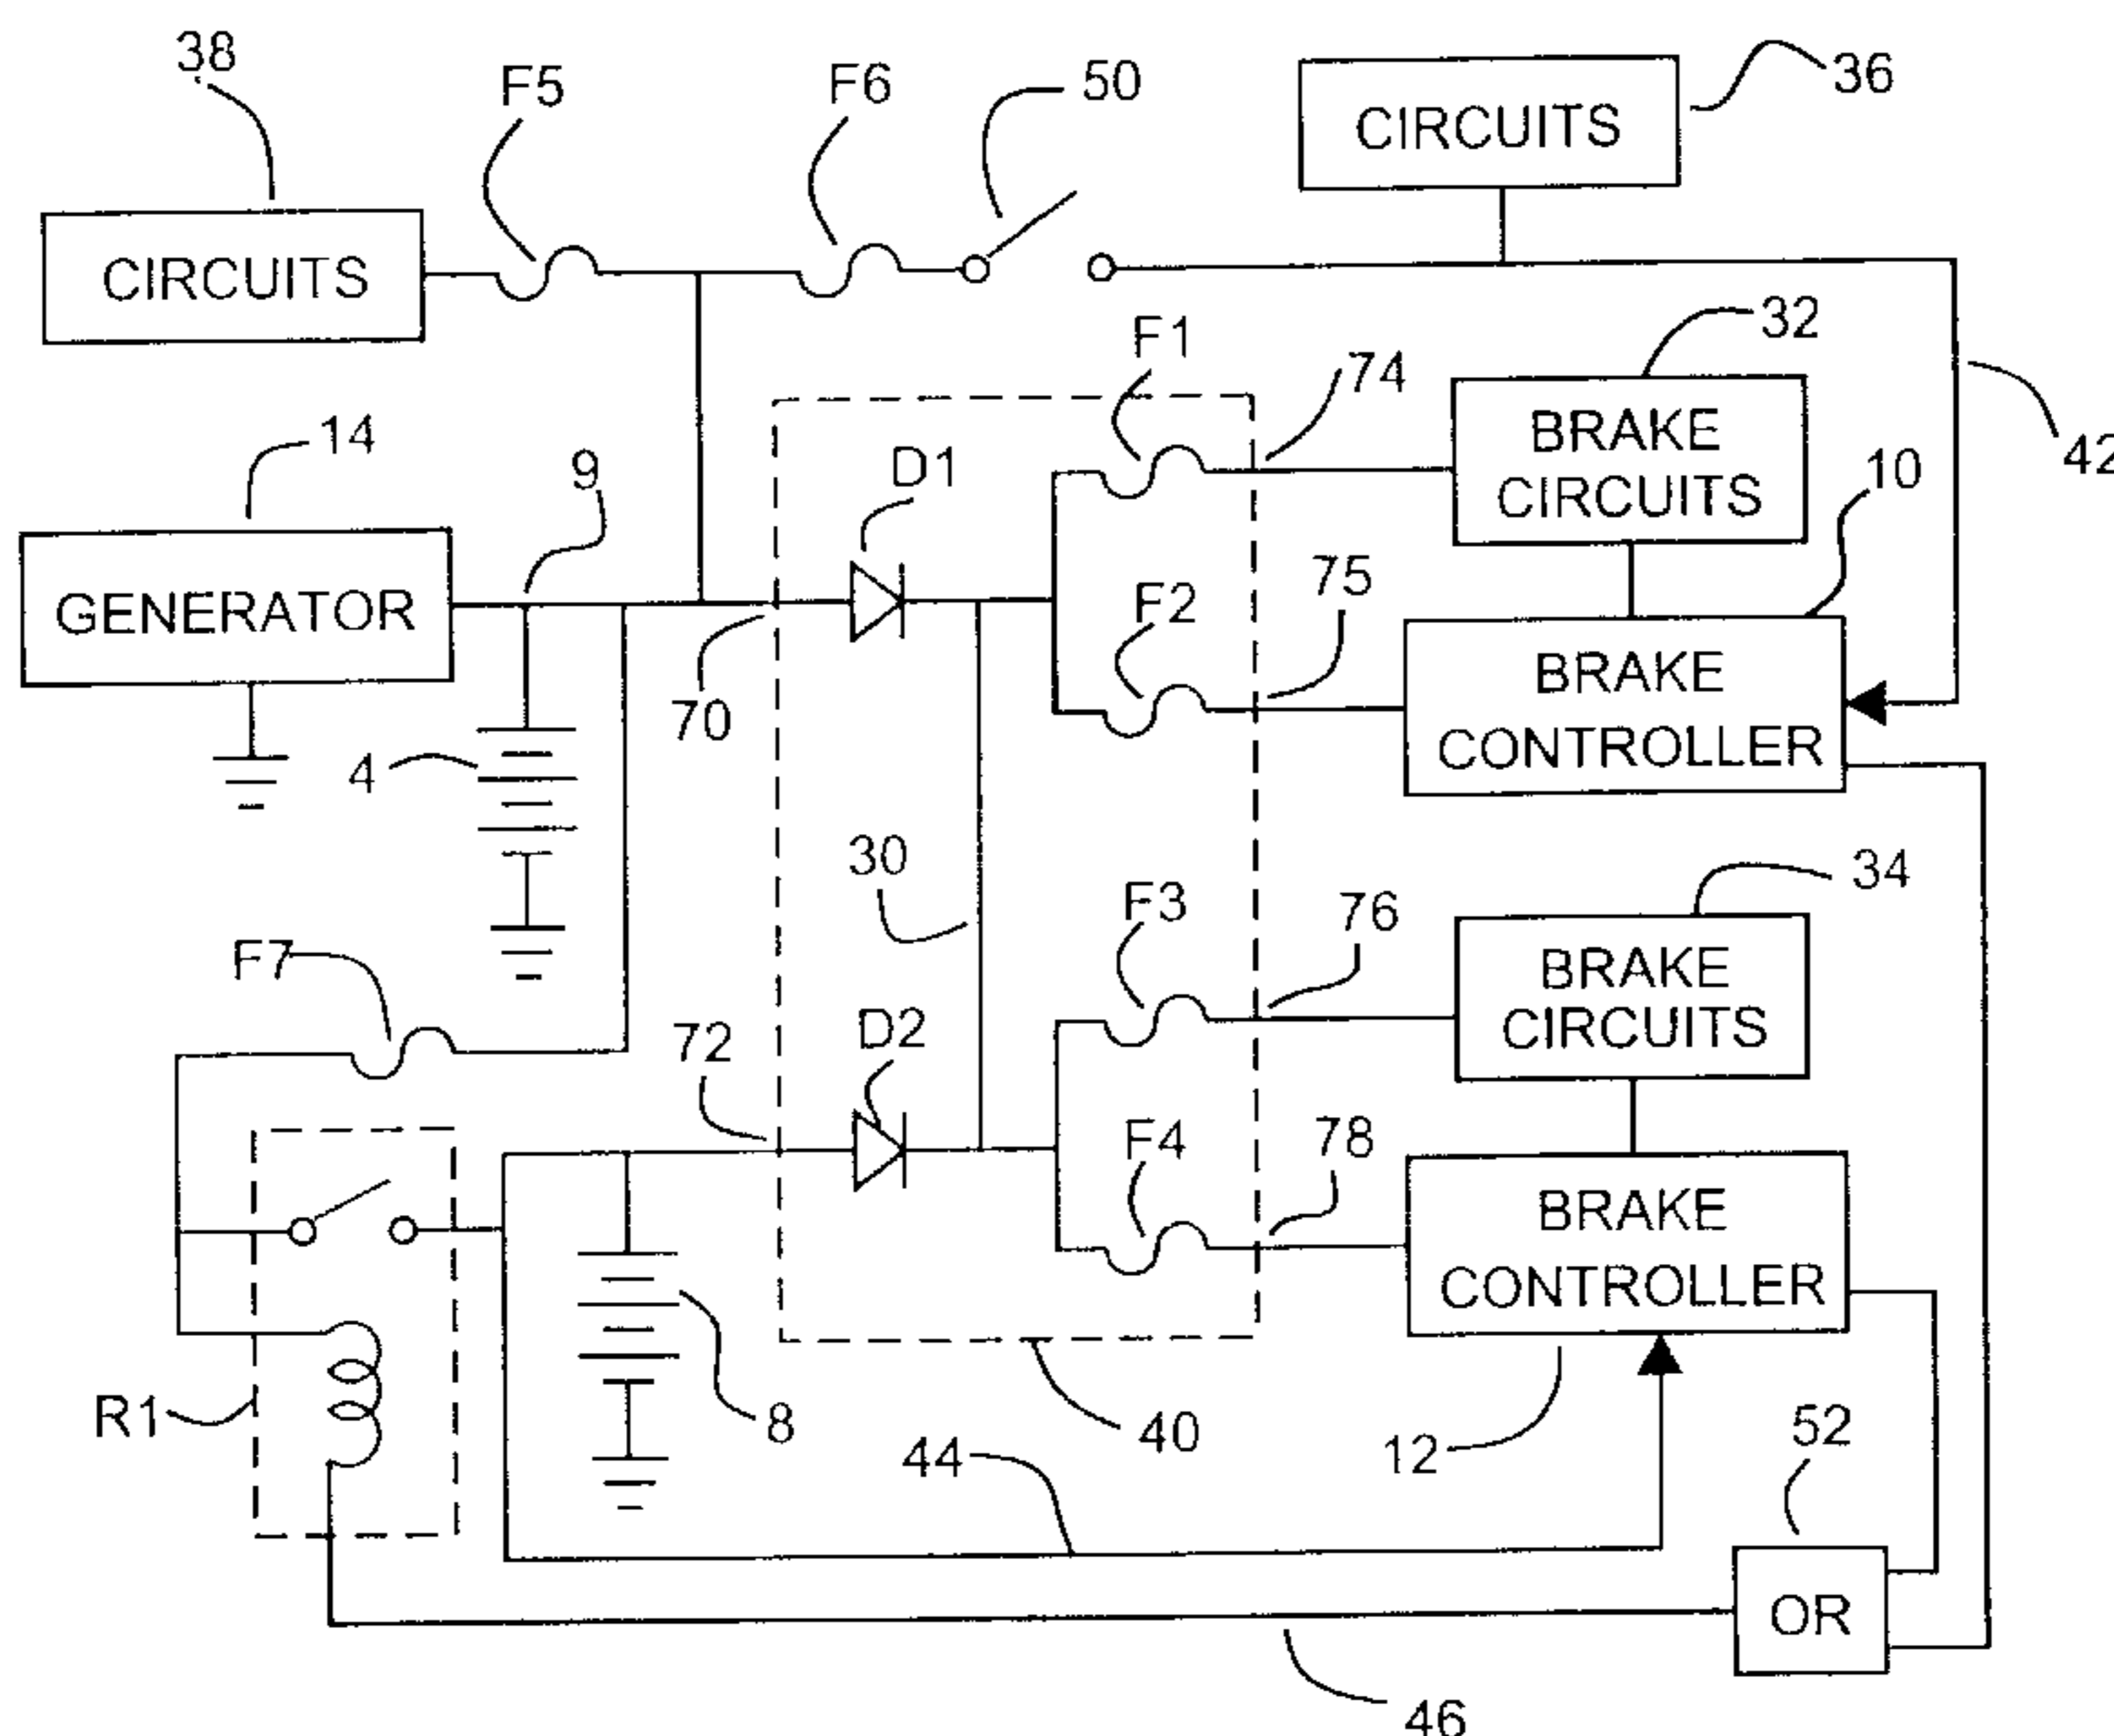 38
F5
F6
50
36
CIRCUITS
CIRCUITS
32
F1
74
BRAKE
CIRCUITS
42
14
9
D1
10
GENERATOR
F2
75
BRAKE
CONTROLLER
70
4
30
34
F3
76
BRAKE
CIRCUITS
F7
72
D2
F4
78
BRAKE
CONTROLLER
R1
8
40
12
52
44
OR
46